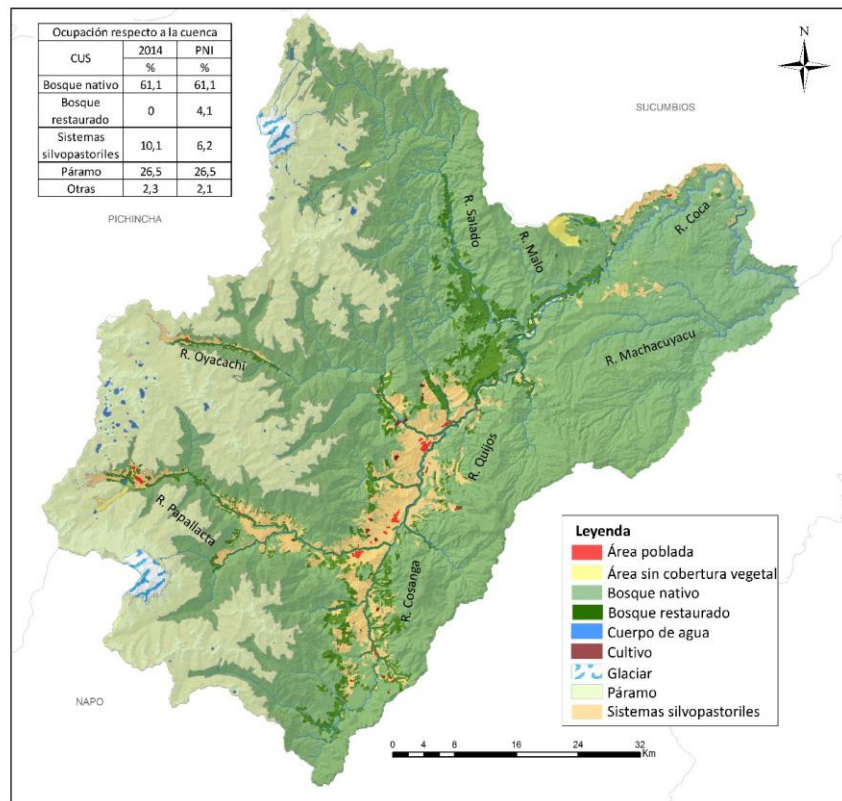 Ocupación respecto a la cuenca
CUS 2014 PNI
% %
Bosque nativo 61,1 61,1
Bosque restaurado 0 4,1
Sistemas silvopastoriles 10,1 6,2
Páramo 26,5 26,5
Otras 2,3 2,1
N
SUCUMBIOS
PICHINCHA
R. Salado
R. Malo
R. Coca
R. Machacuyacu
R. Oyacachi
R. Quijos
R. Papallacta
R. Cosanga
NAPO
Leyenda
Área poblada
Área sin cobertura vegetal
Bosque nativo
Bosque restaurado
Cuerpo de agua
Cultivo
Glaciar
Páramo
Sistemas silvopastoriles
0 2 4 8 16 24 32
Km